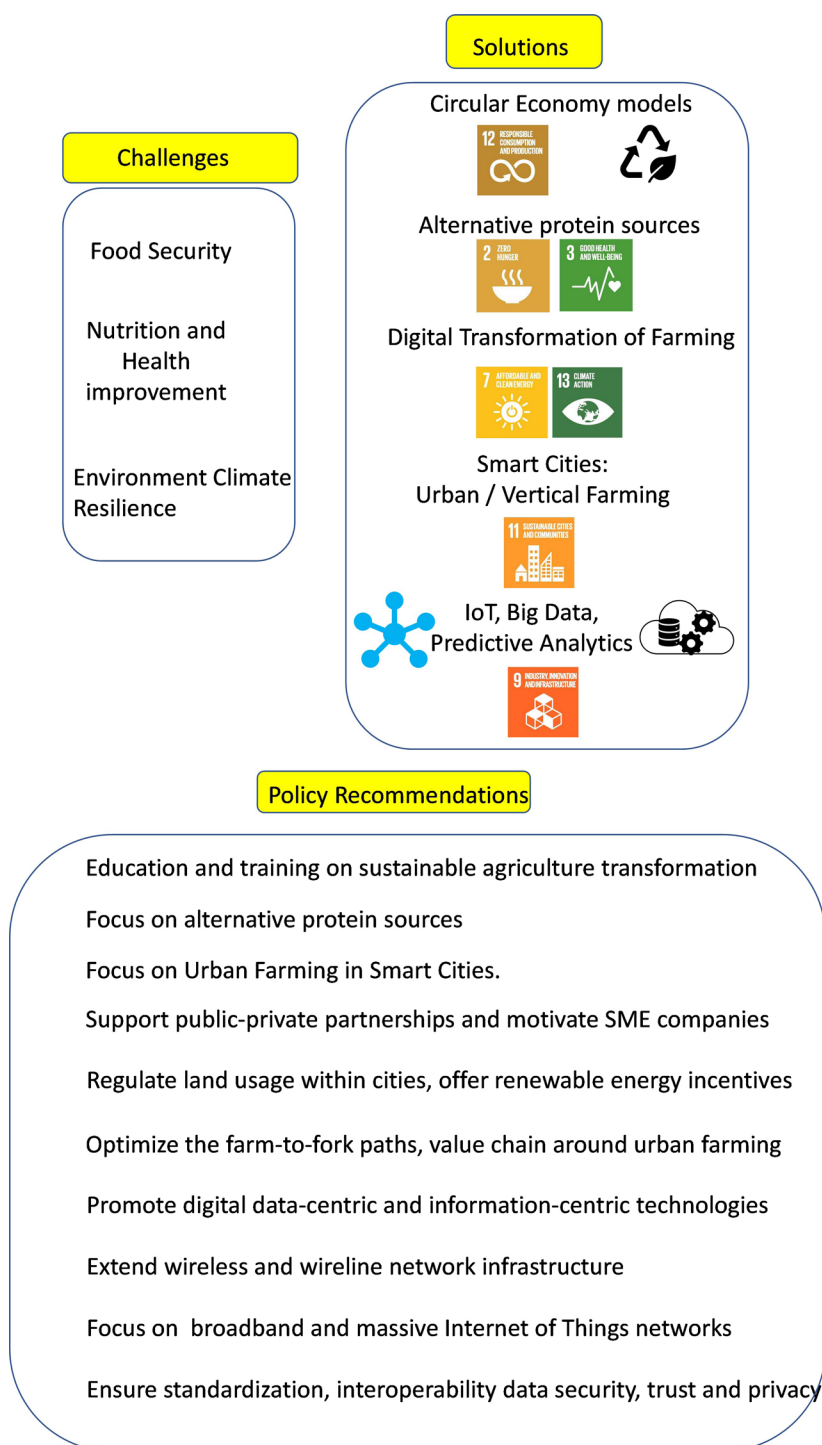 Solutions
Circular Economy models
12 RESPONSIBLE
CONSUMPTION
AND PRODUCTION
Challenges
Food Security
Nutrition and
Health
improvement
Environment Climate
Resilience
Alternative protein sources
2 ZERO
HUNGER
3 GOOD HEALTH
AND WELL-BEING
Digital Transformation of Farming
7 AFFORDABLE AND
CLEAN ENERGY
13 CLIMATE
ACTION
Smart Cities:
Urban / Vertical Farming
11 SUSTAINABLE CITIES
AND COMMUNITIES
IoT, Big Data,
Predictive Analytics
9 INDUSTRY, INNOVATION
AND INFRASTRUCTURE
Policy Recommendations
Education and training on sustainable agriculture transformation
Focus on alternative protein sources
Focus on Urban Farming in Smart Cities.
Support public-private partnerships and motivate SME companies
Regulate land usage within cities, offer renewable energy incentives
Optimize the farm-to-fork paths, value chain around urban farming
Promote digital data-centric and information-centric technologies
Extend wireless and wireline network infrastructure
Focus on  broadband and massive Internet of Things networks
Ensure standardization, interoperability data security, trust and privacy